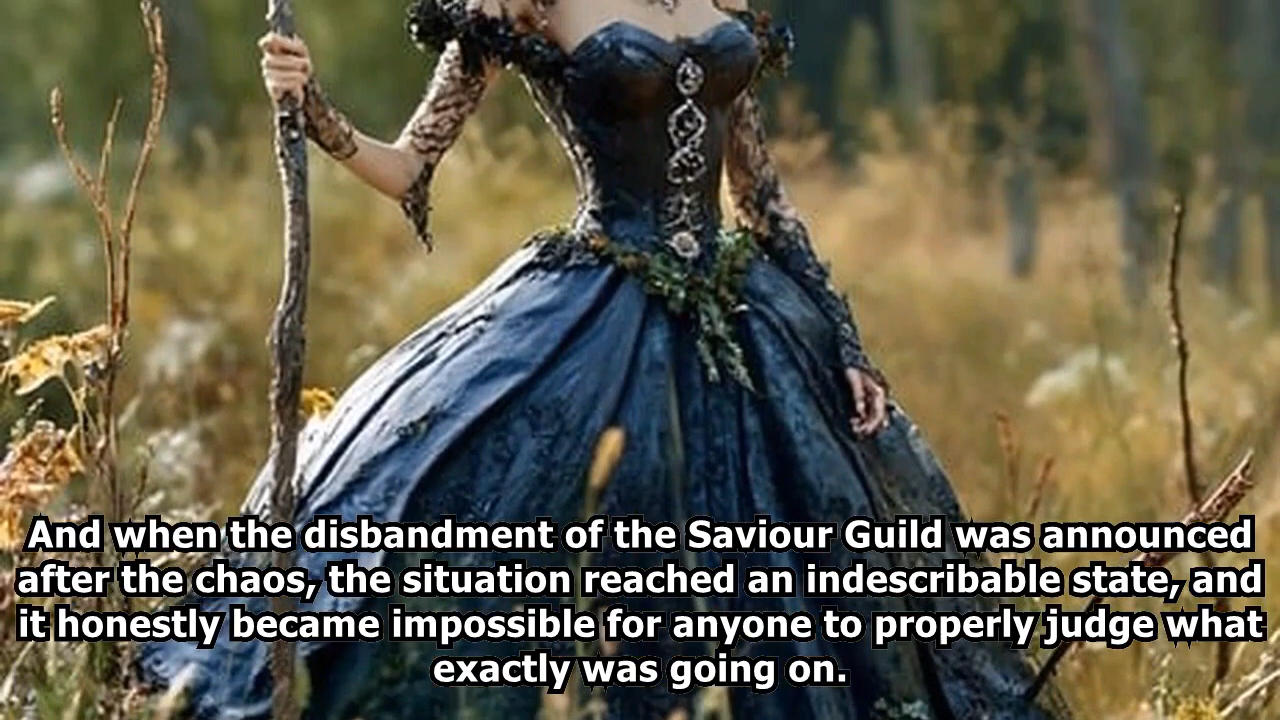 And when the disbandment of the Saviour Guild was announced
after the chaos, the situation reached an indescribable state, and
it honestly became impossible for anyone to properly judge what
exactly was going on.